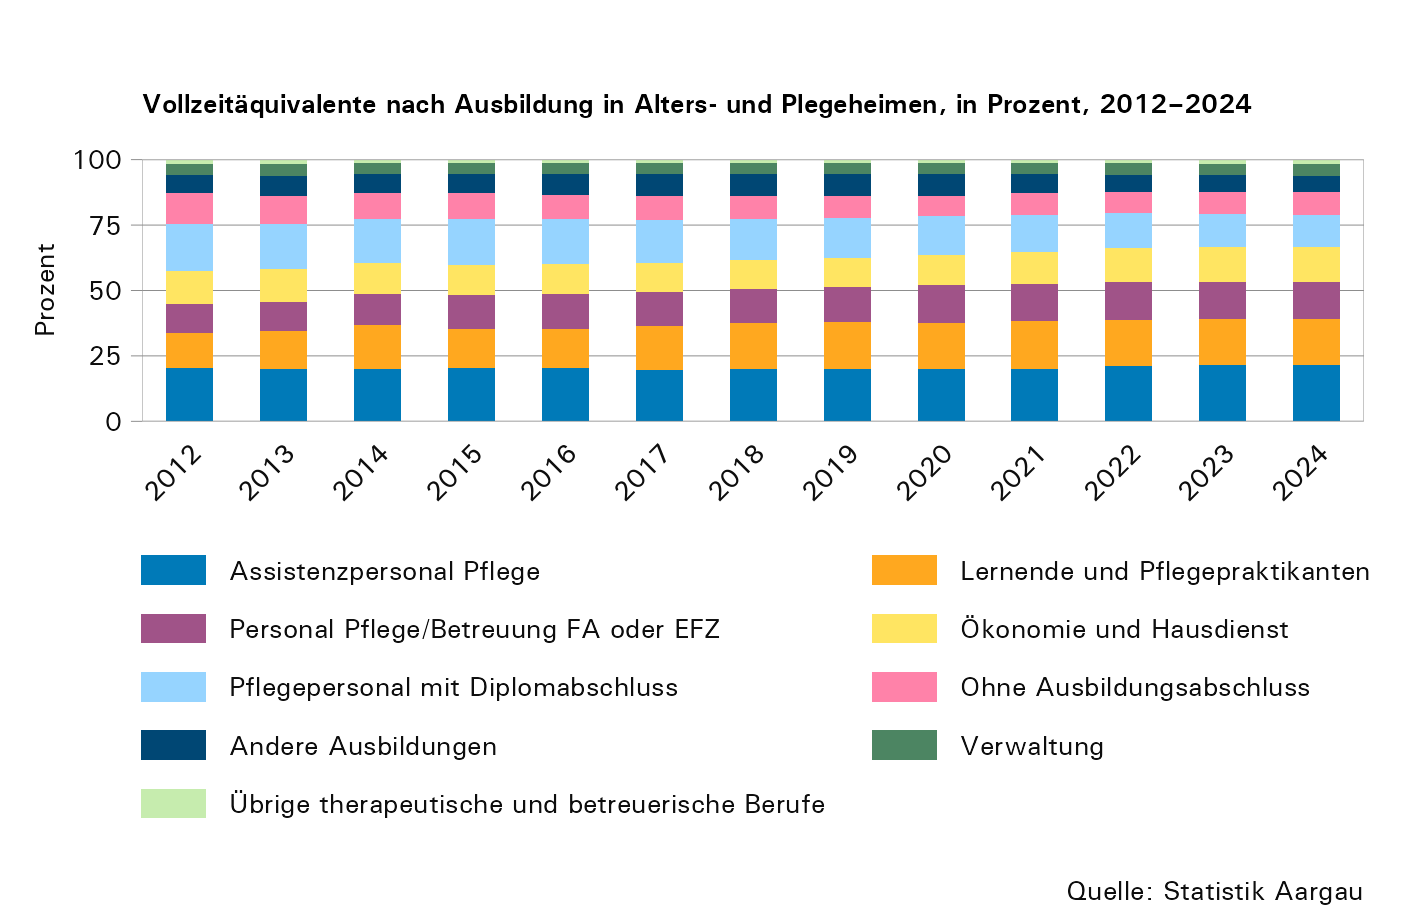 Vollzeitäquivalente nach Ausbildung in Alters- und Plegeheimen, in Prozent, 2012–2024
Prozent
100
75
50
25
0
2012 2013 2014 2015 2016 2017 2018 2019 2020 2021 2022 2023 2024
Assistenzpersonal Pflege
Lernende und Pflegepraktikanten
Personal Pflege/Betreuung FA oder EFZ
Ökonomie und Hausdienst
Pflegepersonal mit Diplomabschluss
Ohne Ausbildungsabschluss
Andere Ausbildungen
Verwaltung
Übrige therapeutische und betreuerische Berufe
Quelle: Statistik Aargau